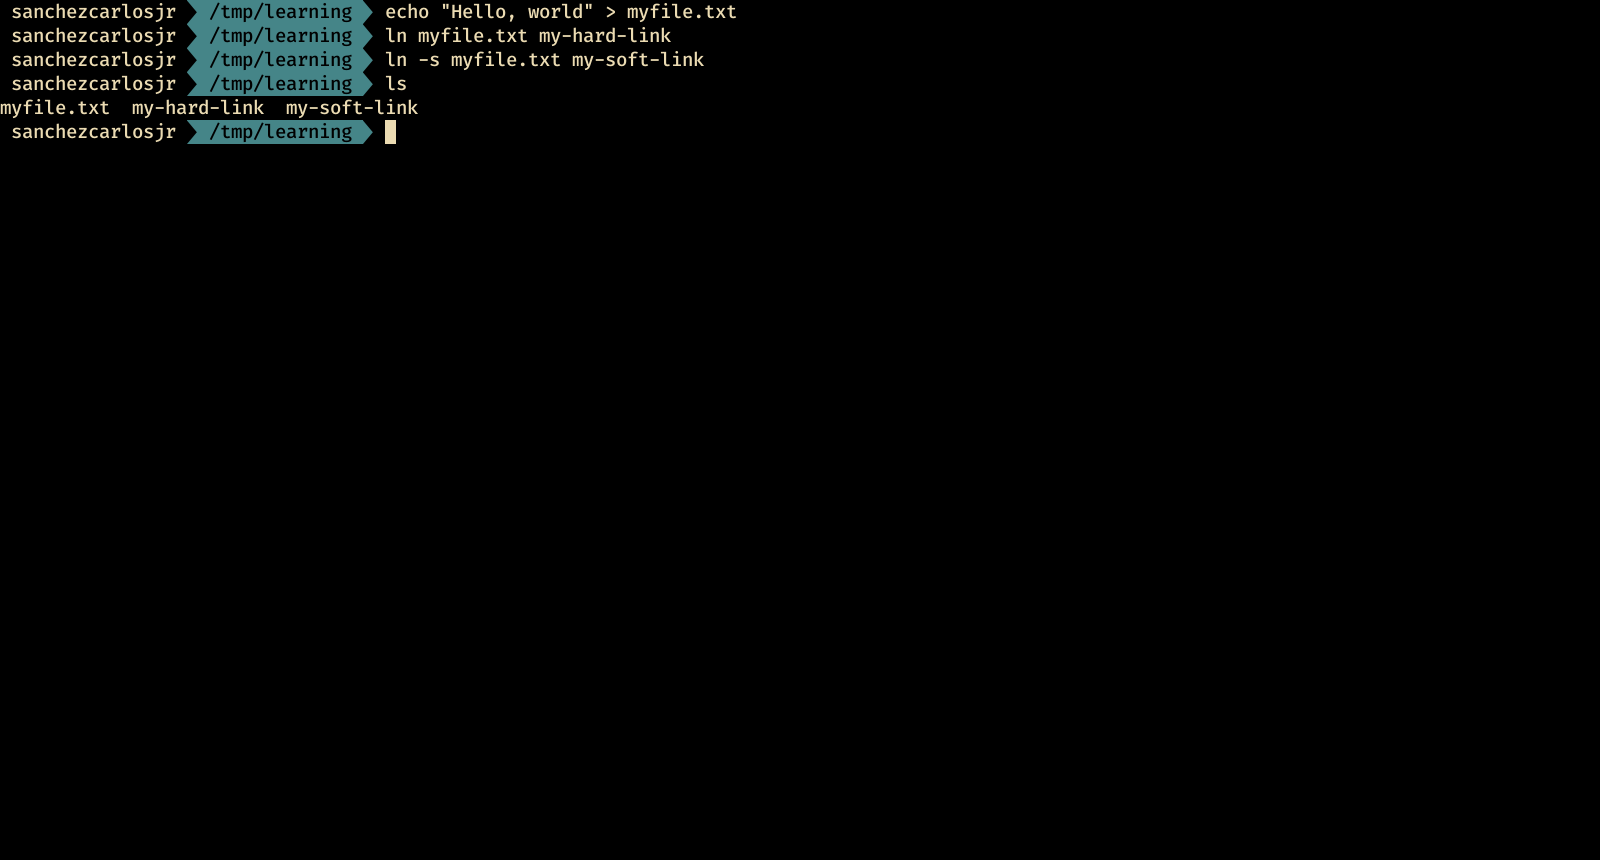 sanchezcarlosjr /tmp/learning echo "Hello, world" > myfile.txt
sanchezcarlosjr /tmp/learning ln myfile.txt my-hard-link
sanchezcarlosjr /tmp/learning ln -s myfile.txt my-soft-link
sanchezcarlosjr /tmp/learning ls
myfile.txt  my-hard-link  my-soft-link
sanchezcarlosjr /tmp/learning